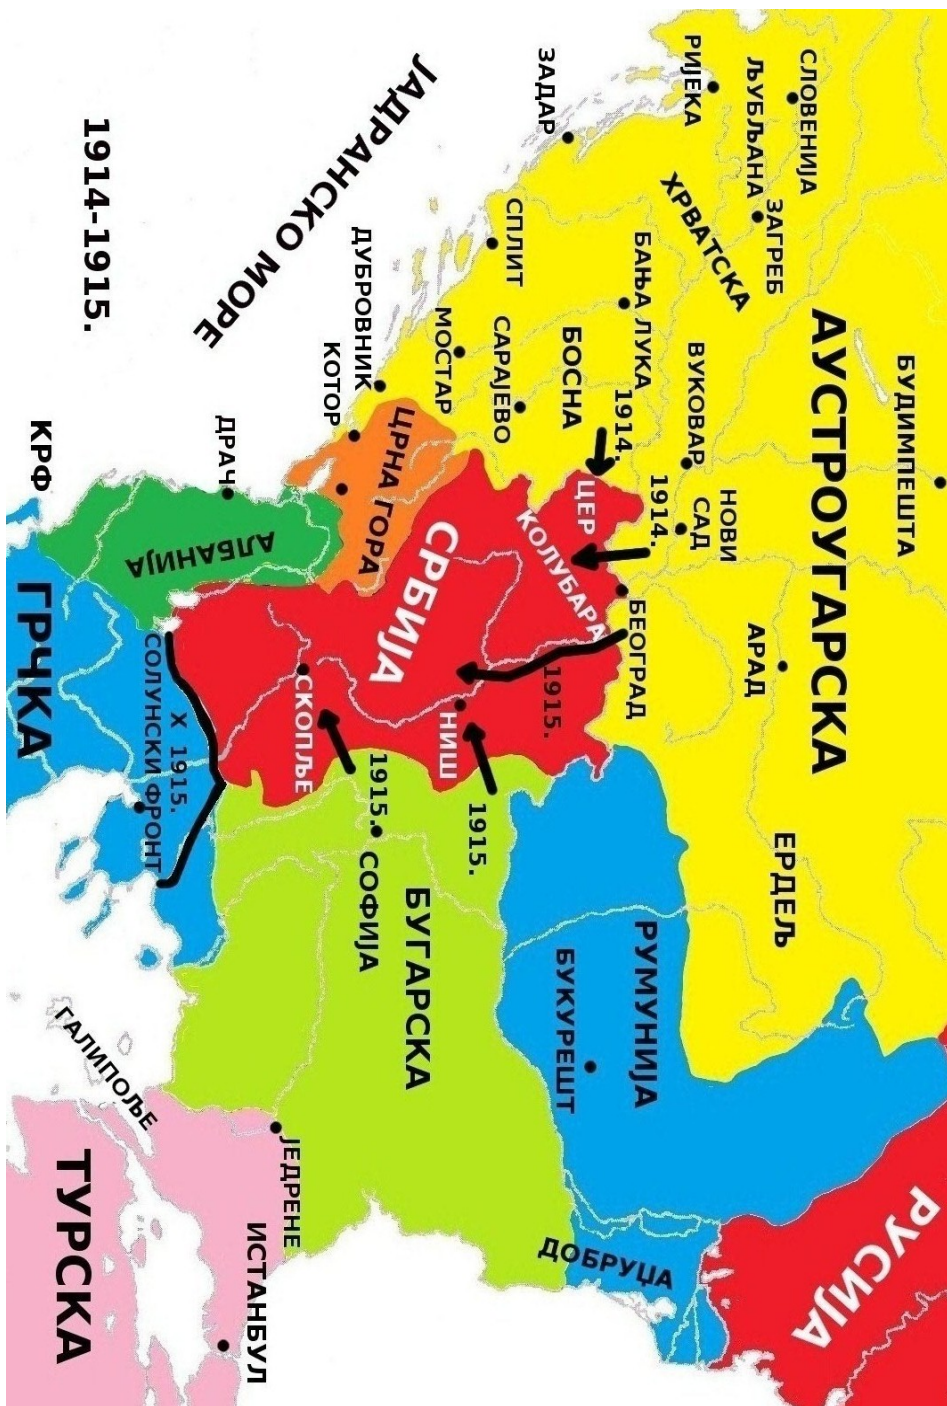 БУДИМПЕШТА
АУСТРОУГАРСКА
СЛОВЕНИЈА
ЉУБЉАНА
ЗАГРЕБ
РИЈЕКА
ХРВАТСКА
ЗАДАР
СПЛИТ
БАЊА ЛУКА
ВУКОВАР
НОВИ
САД
АРАД
ЕРДЕЉ
БОСНА
САРАЈЕВО
МОСТАР
ДУБРОВНИК
КОТОР
ЈАДРАНСКО МОРЕ
1914-1915.
1914.
1914.
ЦЕР
КОЛУБАРА
БЕОГРАД
1915.
ЦРНА ГОРА
СРБИЈА
НИШ
1915.
СКОПЉЕ
1915.
СОФИЈА
БУГАРСКА
РУМУНИЈА
БУКУРЕШТ
ДОБРУЏА
РУСИЈА
ДРАЧ
АЛБАНИЈА
КРФ
ГРЧКА
X 1915.
СОЛУНСКИ ФРОНТ
ГАЛИПОЉЕ
ЈЕДРЕНЕ
ИСТАНБУЛ
ТУРСКА